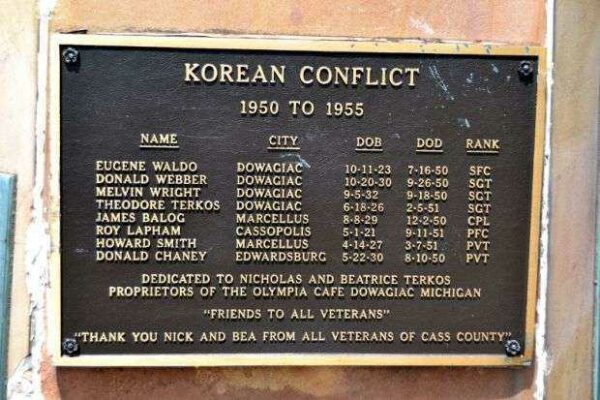 KOREAN CONFLICT
1950 TO 1955
NAME CITY DOB DOD RANK
EUGENE WALDO DOWAGIAC 10-11-23 7-16-50 SFC
DONALD WEBBER DOWAGIAC 10-20-30 9-26-50 SGT
MELVIN WRIGHT DOWAGIAC 9-5-32 9-18-50 SGT
THEODORE TERKOS DOWAGIAC 6-18-26 2-5-51 SGT
JAMES BALOG MARCELLUS 8-8-29 12-2-50 CPL
ROY LAPHAM CASSOPOLIS 5-1-21 9-11-51 PFC
HOWARD SMITH MARCELLUS 4-14-27 3-7-51 PVT
DONALD CHANEY EDWARDSBURG 5-22-30 8-10-50 PVT
DEDICATED TO NICHOLAS AND BEATRICE TERKOS
PROPRIETORS OF THE OLYMPIA CAFE DOWAGIAC MICHIGAN
"FRIENDS TO ALL VETERANS"
"THANK YOU NICK AND BEA FROM ALL VETERANS OF CASS COUNTY"